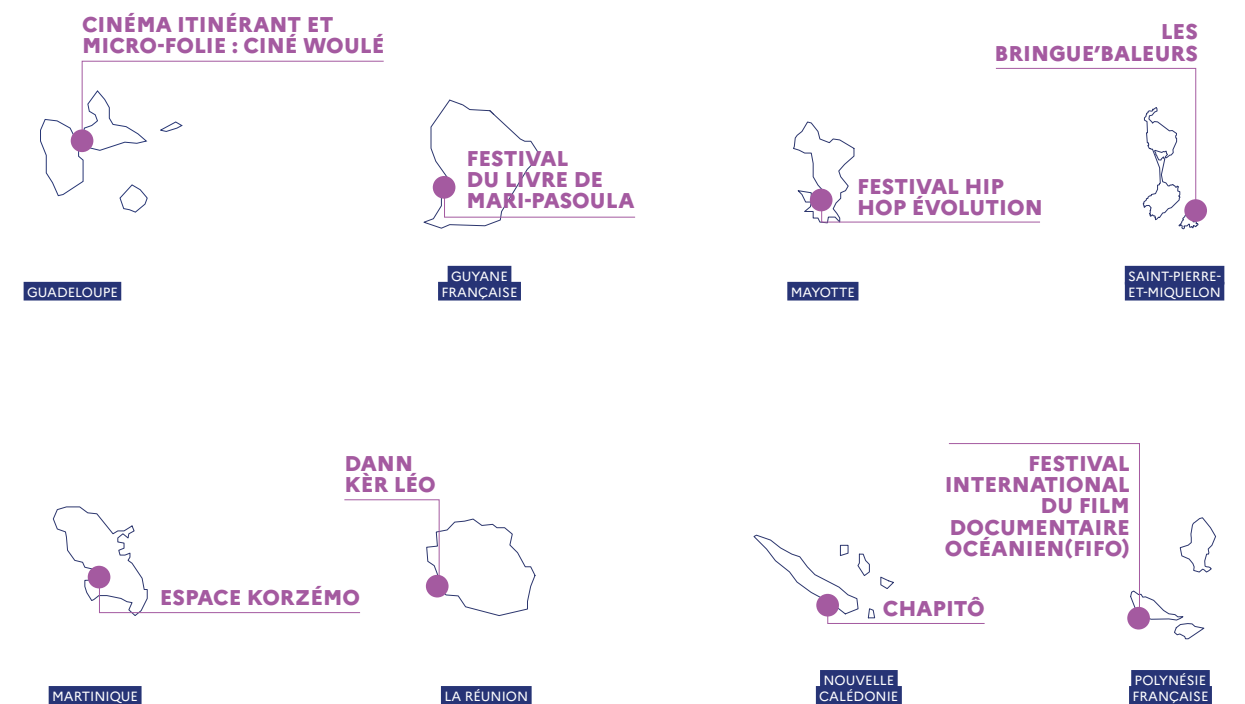 CINÉMA ITINÉRANT ET
MICRO-FOLIE : CINÉ WOULÉ
GUADELOUPE
FESTIVAL
DU LIVRE DE
MARI-PASOULA
GUYANE
FRANÇAISE
FESTIVAL HIP
HOP ÉVOLUTION
MAYOTTE
LES
BRINGUE’BALEURS
SAINT-PIERRE-
ET-MIQUELON
ESPACE KORZÉMO
MARTINIQUE
DANN
KÈR LÉO
LA RÉUNION
CHAPITÔ
NOUVELLE
CALÉDONIE
FESTIVAL
INTERNATIONAL
DU FILM
DOCUMENTAIRE
OCÉANIEN(FIFO)
POLYNÉSIE
FRANÇAISE